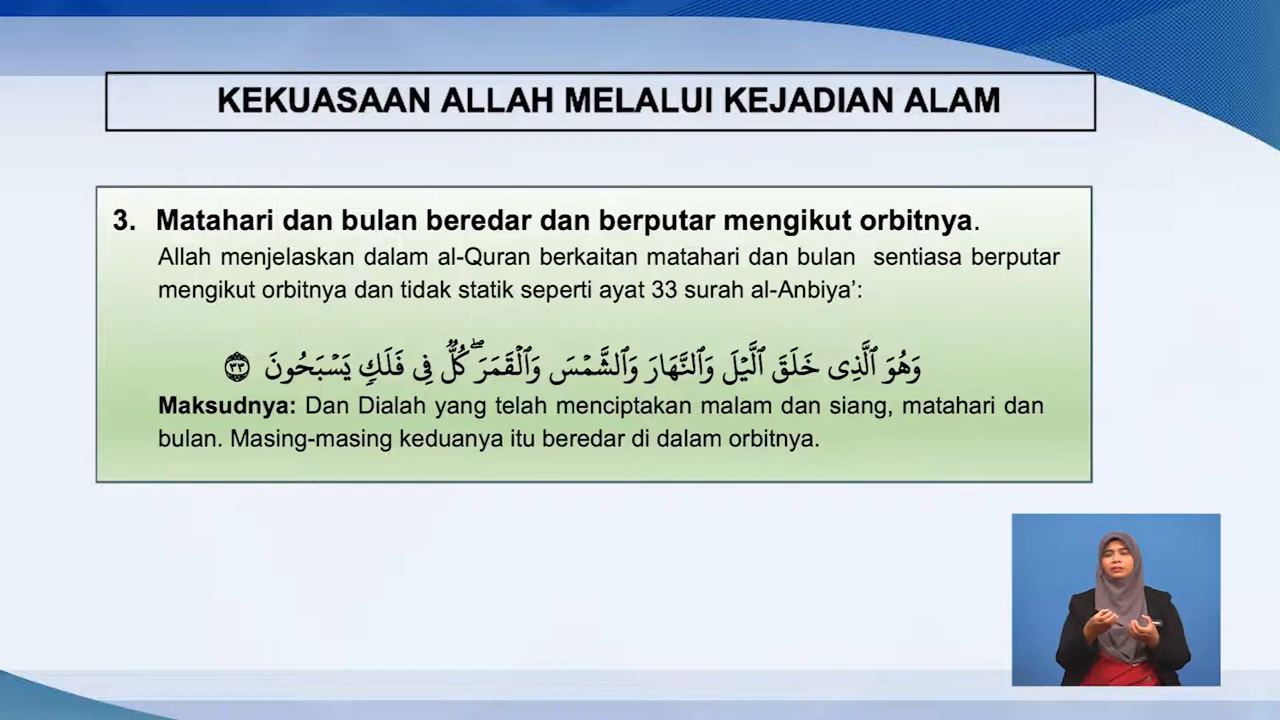 KEKUASAAN ALLAH MELALUI KEJADIAN ALAM
3. Matahari dan bulan beredar dan berputar mengikut orbitnya.
Allah menjelaskan dalam al-Quran berkaitan matahari dan bulan sentiasa berputar
mengikut orbitnya dan tidak statik seperti ayat 33 surah al-Anbiya’:
وَهُوَ ٱلَّذِى خَلَقَ ٱلَّيْلَ وَٱلنَّهَارَ وَٱلشَّمْسَ وَٱلْقَمَرَ ۖ كُلٌّ فِى فَلَكٍ يَسْبَحُونَ ٣٣
Maksudnya: Dan Dialah yang telah menciptakan malam dan siang, matahari dan
bulan. Masing-masing keduanya itu beredar di dalam orbitnya.